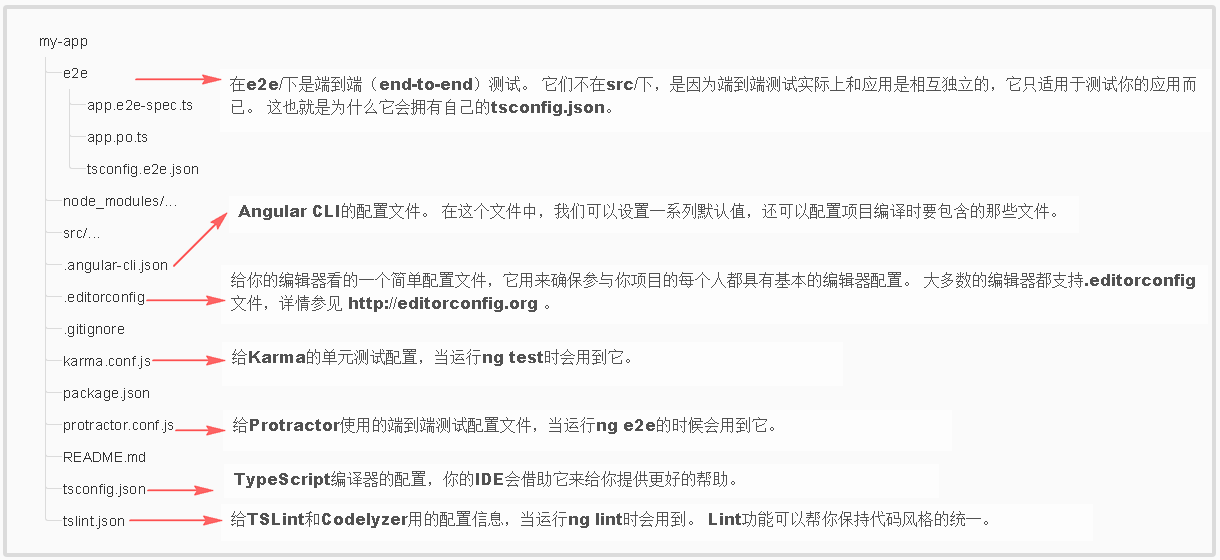 my-app
e2e
在e2e/下是端到端（end-to-end）测试。 它们不在src/下，是因为端到端测试实际上和应用是相互独立的，它只适用于测试你的应用而
已。 这也就是为什么它会拥有自己的tsconfig.json。
app.e2e-spec.ts
app.po.ts
tsconfig.e2e.json
node_modules/...
Angular CLI的配置文件。 在这个文件中，我们可以设置一系列默认值，还可以配置项目编译时要包含的那些文件。
src/...
.angular-cli.json
给你的编辑器看的一个简单配置文件，它用来确保参与你项目的每个人都具有基本的编辑器配置。 大多数的编辑器都支持.editorconfig
文件，详情参见 http://editorconfig.org 。
.editorconfig
.gitignore
karma.conf.js
给Karma的单元测试配置，当运行ng test时会用到它。
package.json
protractor.conf.js
给Protractor使用的端到端测试配置文件，当运行ng e2e的时候会用到它。
README.md
tsconfig.json
TypeScript编译器的配置，你的IDE会借助它来给你提供更好的帮助。
tslint.json
给TSLint和Codelyzer用的配置信息，当运行ng lint时会用到。 Lint功能可以帮你保持代码风格的统一。